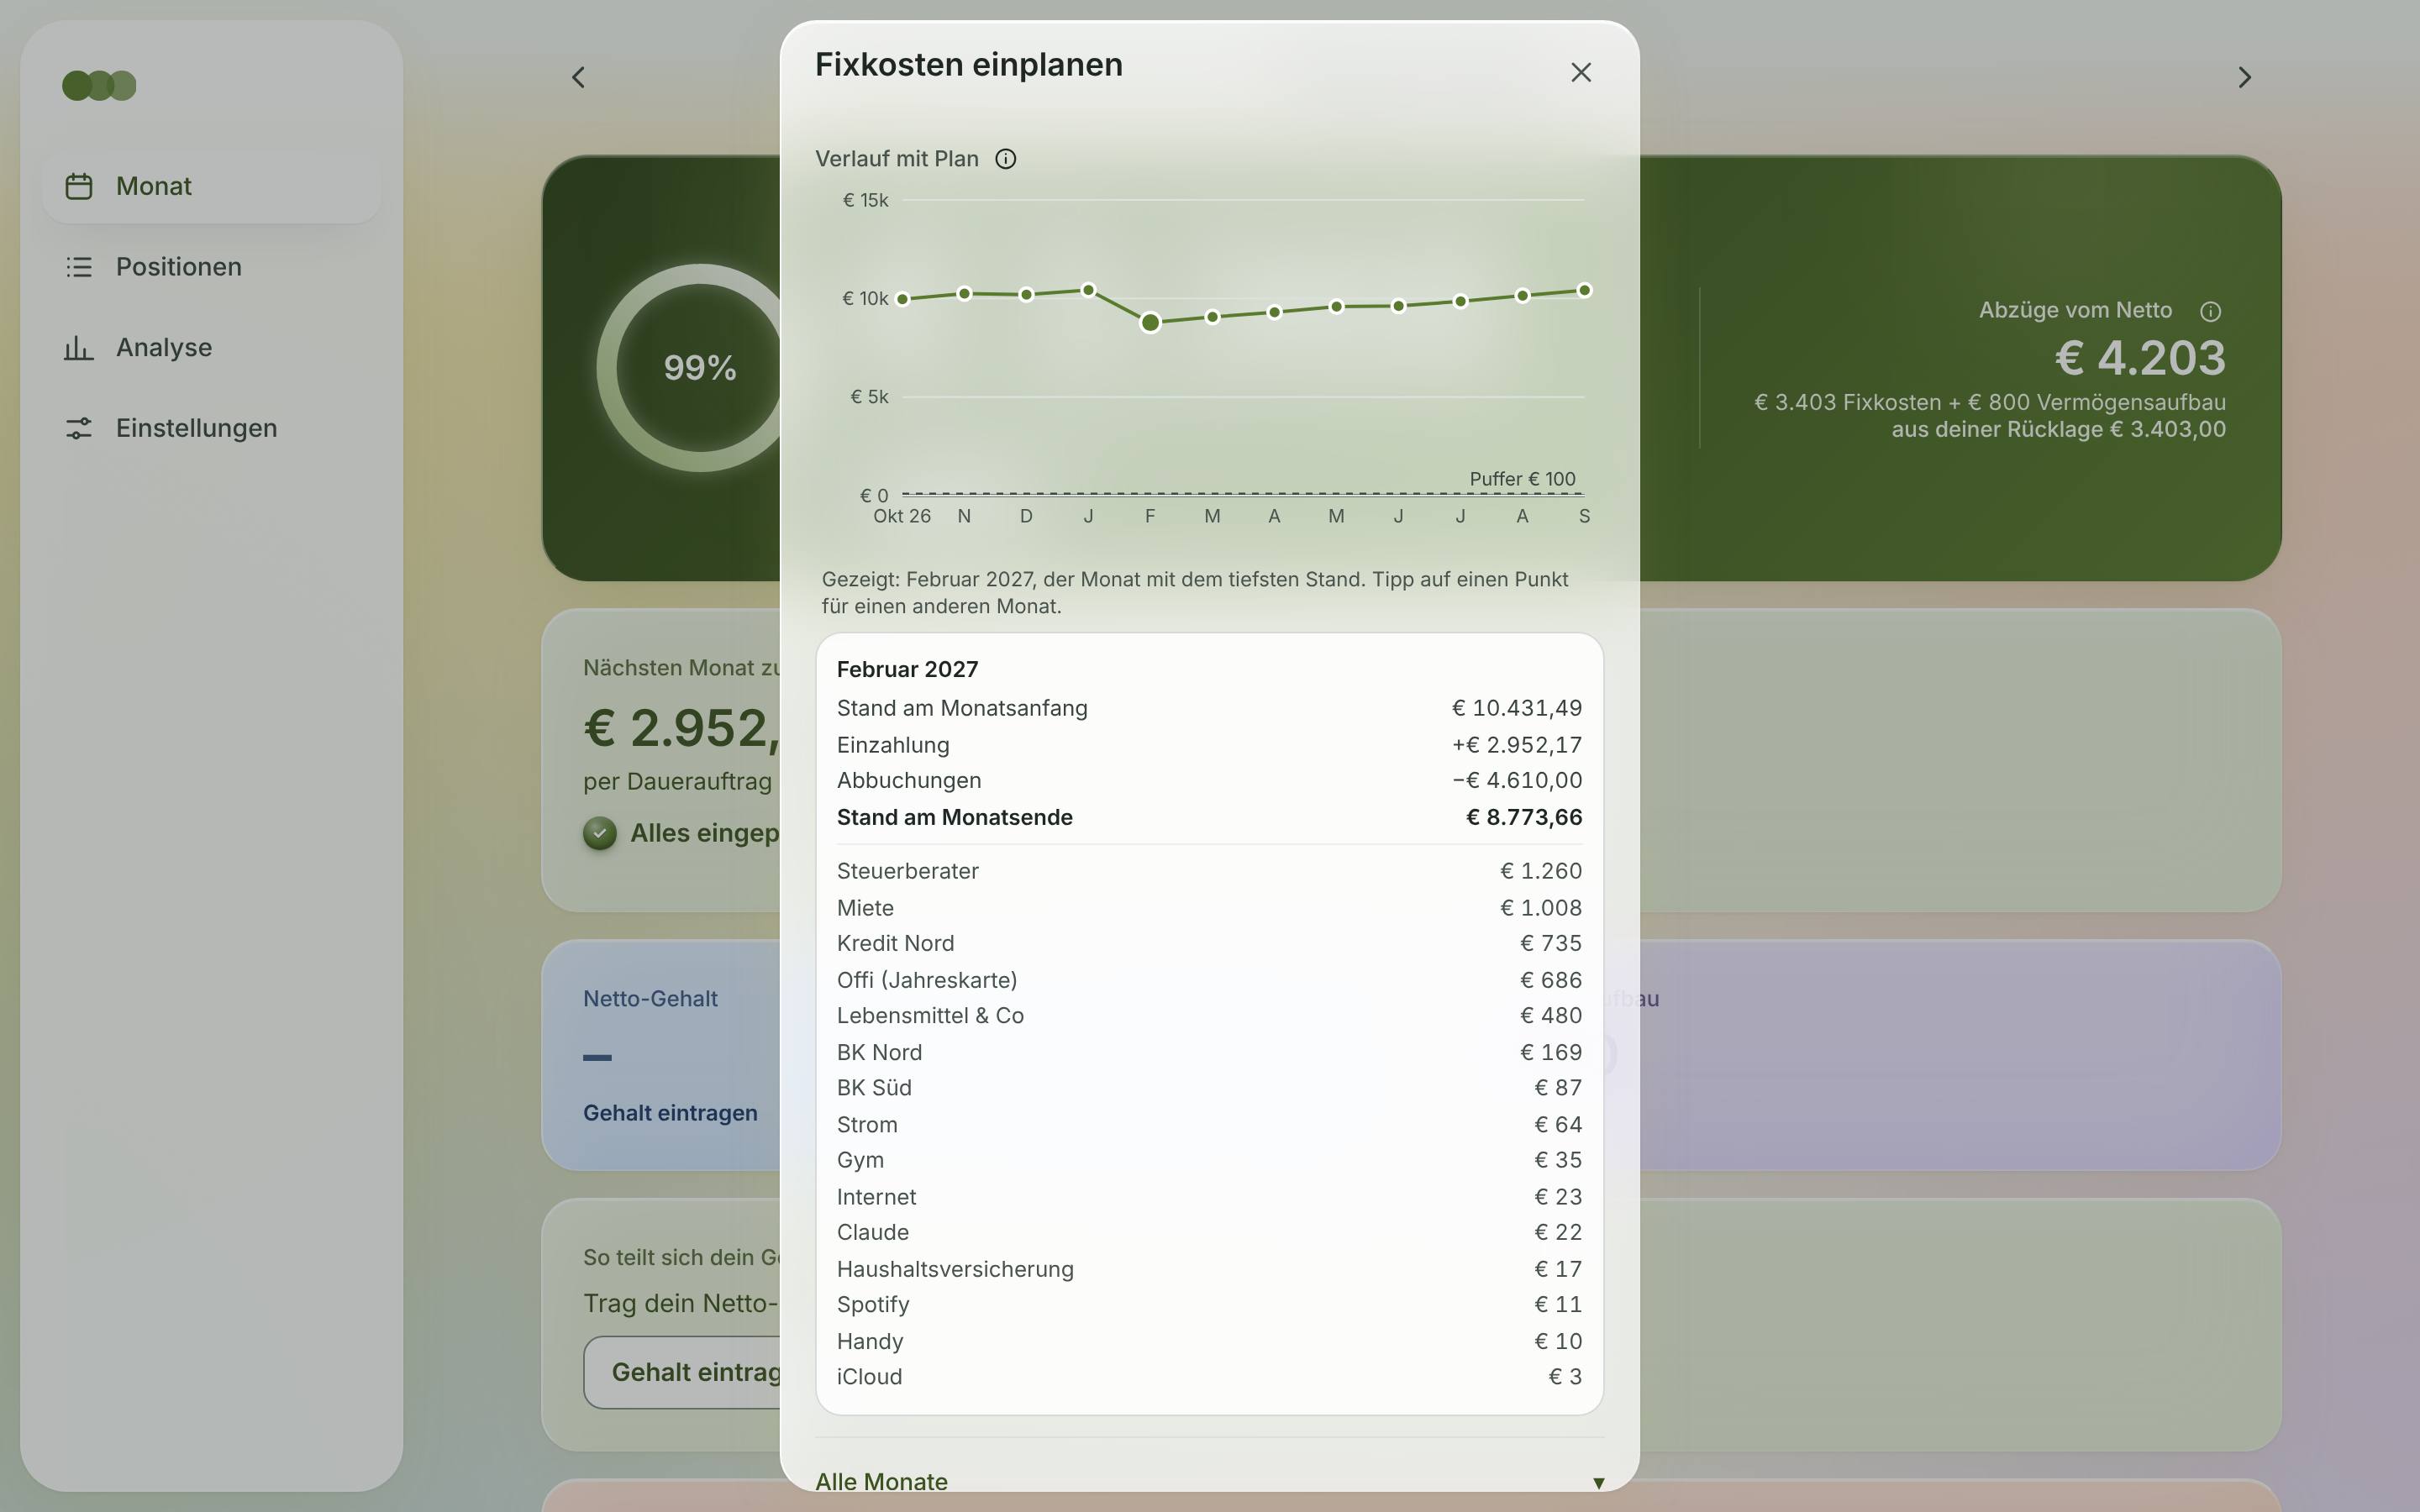 Monat
Positionen
Analyse
Einstellungen
99%
Abzüge vom Netto
€ 4.203
€ 3.403 Fixkosten + € 800 Vermögensaufbau
aus deiner Rücklage € 3.403,00
Nächsten Monat zu
€ 2.952,
per Dauerauftrag
Alles eingep
Netto-Gehalt
–
Gehalt eintragen
ufbau
So teilt sich dein Ge
Trag dein Netto-
Gehalt eintrag
Fixkosten einplanen
Verlauf mit Plan
€ 15k
€ 10k
€ 5k
€ 0
Puffer € 100
Okt 26 N D J F M A M J J A S
Gezeigt: Februar 2027, der Monat mit dem tiefsten Stand. Tipp auf einen Punkt
für einen anderen Monat.
Februar 2027
Stand am Monatsanfang € 10.431,49
Einzahlung +€ 2.952,17
Abbuchungen −€ 4.610,00
Stand am Monatsende € 8.773,66
Steuerberater € 1.260
Miete € 1.008
Kredit Nord € 735
Offi (Jahreskarte) € 686
Lebensmittel & Co € 480
BK Nord € 169
BK Süd € 87
Strom € 64
Gym € 35
Internet € 23
Claude € 22
Haushaltsversicherung € 17
Spotify € 11
Handy € 10
iCloud € 3
Alle Monate